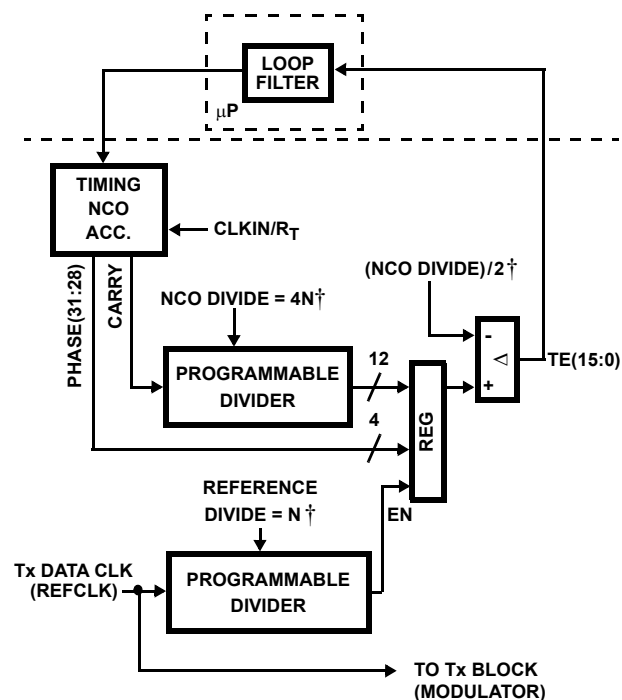 LOOP
FILTER
µP
TIMING
NCO
ACC.
CLKIN/RT
PHASE(31:28)
CARRY
NCO DIVIDE = 4N†
(NCO DIVIDE)/2†
PROGRAMMABLE
DIVIDER
12
4
REG
-
+
Δ
TE(15:0)
REFERENCE
DIVIDE = N †
EN
Tx DATA CLK
(REFCLK)
PROGRAMMABLE
DIVIDER
TO Tx BLOCK
(MODULATOR)